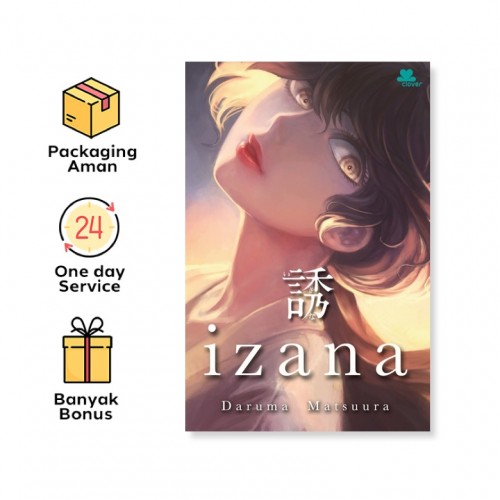 Packaging
Aman
24
One day
Service
Banyak
Bonus
clover
誘
izana
Daruma Matsuura